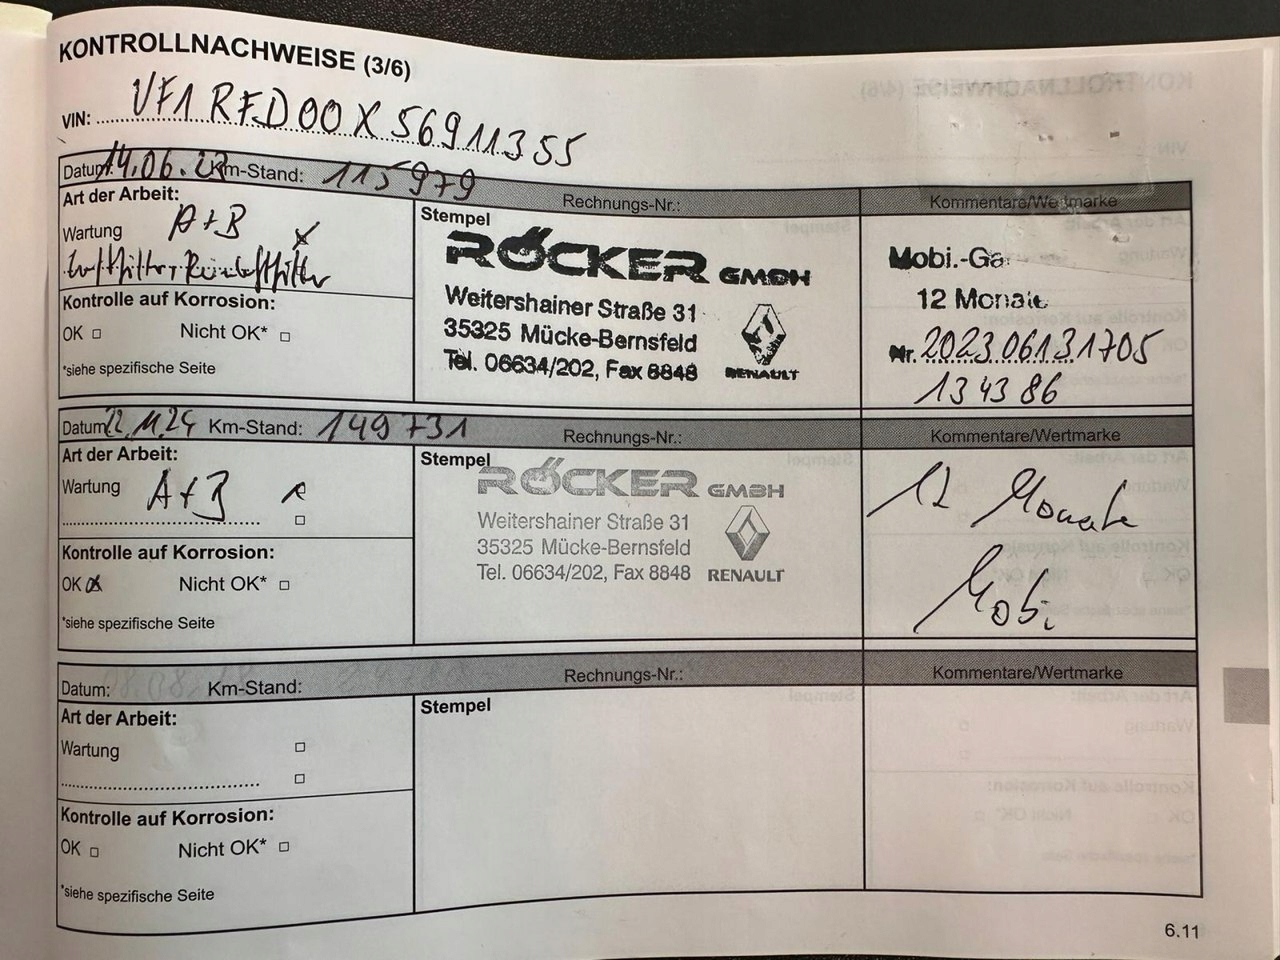 KONTROLLNACHWEISE (3/6)
VIN: VF1RFD00X56911355
Datum: 14.06.23 Km-Stand: 115979 Rechnungs-Nr.: Kommentare/Wertmarke
Art der Arbeit:
Wartung A+B
Luftfilter,
Kontrolle auf Korrosion:
OK Nicht OK*
*siehe spezifische Seite
Stempel
RÖCKER GMBH
Weitershainer Straße 31
35325 Mücke-Bernsfeld
Tel. 06634/202, Fax 8848
RENAULT
Mobi.-Ga
12 Monate
Nr. 2023.06131705
134386
Datum: 22.11.24 Km-Stand: 149731 Rechnungs-Nr.: Kommentare/Wertmarke
Art der Arbeit:
Wartung A+B
Kontrolle auf Korrosion:
OK Nicht OK*
*siehe spezifische Seite
Stempel
RÖCKER GMBH
Weitershainer Straße 31
35325 Mücke-Bernsfeld
Tel. 06634/202, Fax 8848
RENAULT
12 Monate
Mobi.
Datum: Km-Stand: Rechnungs-Nr.: Kommentare/Wertmarke
Art der Arbeit:
Wartung
Kontrolle auf Korrosion:
OK Nicht OK*
*siehe spezifische Seite
Stempel
6.11